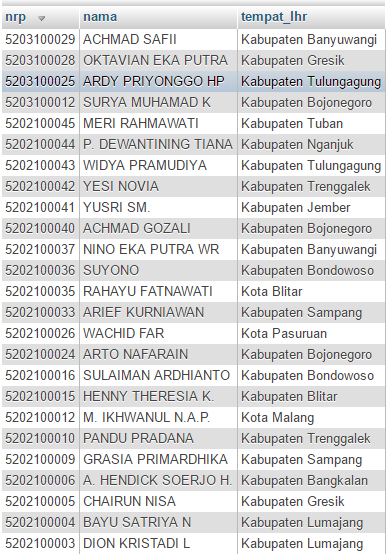 nrp nama tempat_lhr
5203100029 ACHMAD SAFII Kabupaten Banyuwangi
5203100028 OKTAVIAN EKA PUTRA Kabupaten Gresik
5203100025 ARDY PRIYONGGO HP Kabupaten Tulungagung
5203100012 SURYA MUHAMAD K Kabupaten Bojonegoro
5202100045 MERI RAHMAWATI Kabupaten Tuban
5202100044 P. DEWANTINING TIANA Kabupaten Nganjuk
5202100043 WIDYA PRAMUDIYA Kabupaten Tulungagung
5202100042 YESI NOVIA Kabupaten Trenggalek
5202100041 YUSRI SM. Kabupaten Jember
5202100040 ACHMAD GOZALI Kabupaten Bojonegoro
5202100037 NINO EKA PUTRA WR Kabupaten Banyuwangi
5202100036 SUYONO Kabupaten Bondowoso
5202100035 RAHAYU FATNAWATI Kota Blitar
5202100033 ARIEF KURNIAWAN Kabupaten Sampang
5202100026 WACHID FAR Kota Pasuruan
5202100024 ARTO NAFARAIN Kabupaten Bojonegoro
5202100016 SULAIMAN ARDHIANTO Kabupaten Bondowoso
5202100015 HENNY THERESIA K. Kabupaten Blitar
5202100012 M. IKHWANUL N.A.P. Kota Malang
5202100010 PANDU PRADANA Kabupaten Trenggalek
5202100009 GRASIA PRIMARDHIKA Kabupaten Sampang
5202100006 A. HENDICK SOERJO H. Kabupaten Bangkalan
5202100005 CHAIRUN NISA Kabupaten Gresik
5202100004 BAYU SATRIYA N Kabupaten Lumajang
5202100003 DION KRISTADI L Kabupaten Lumajang